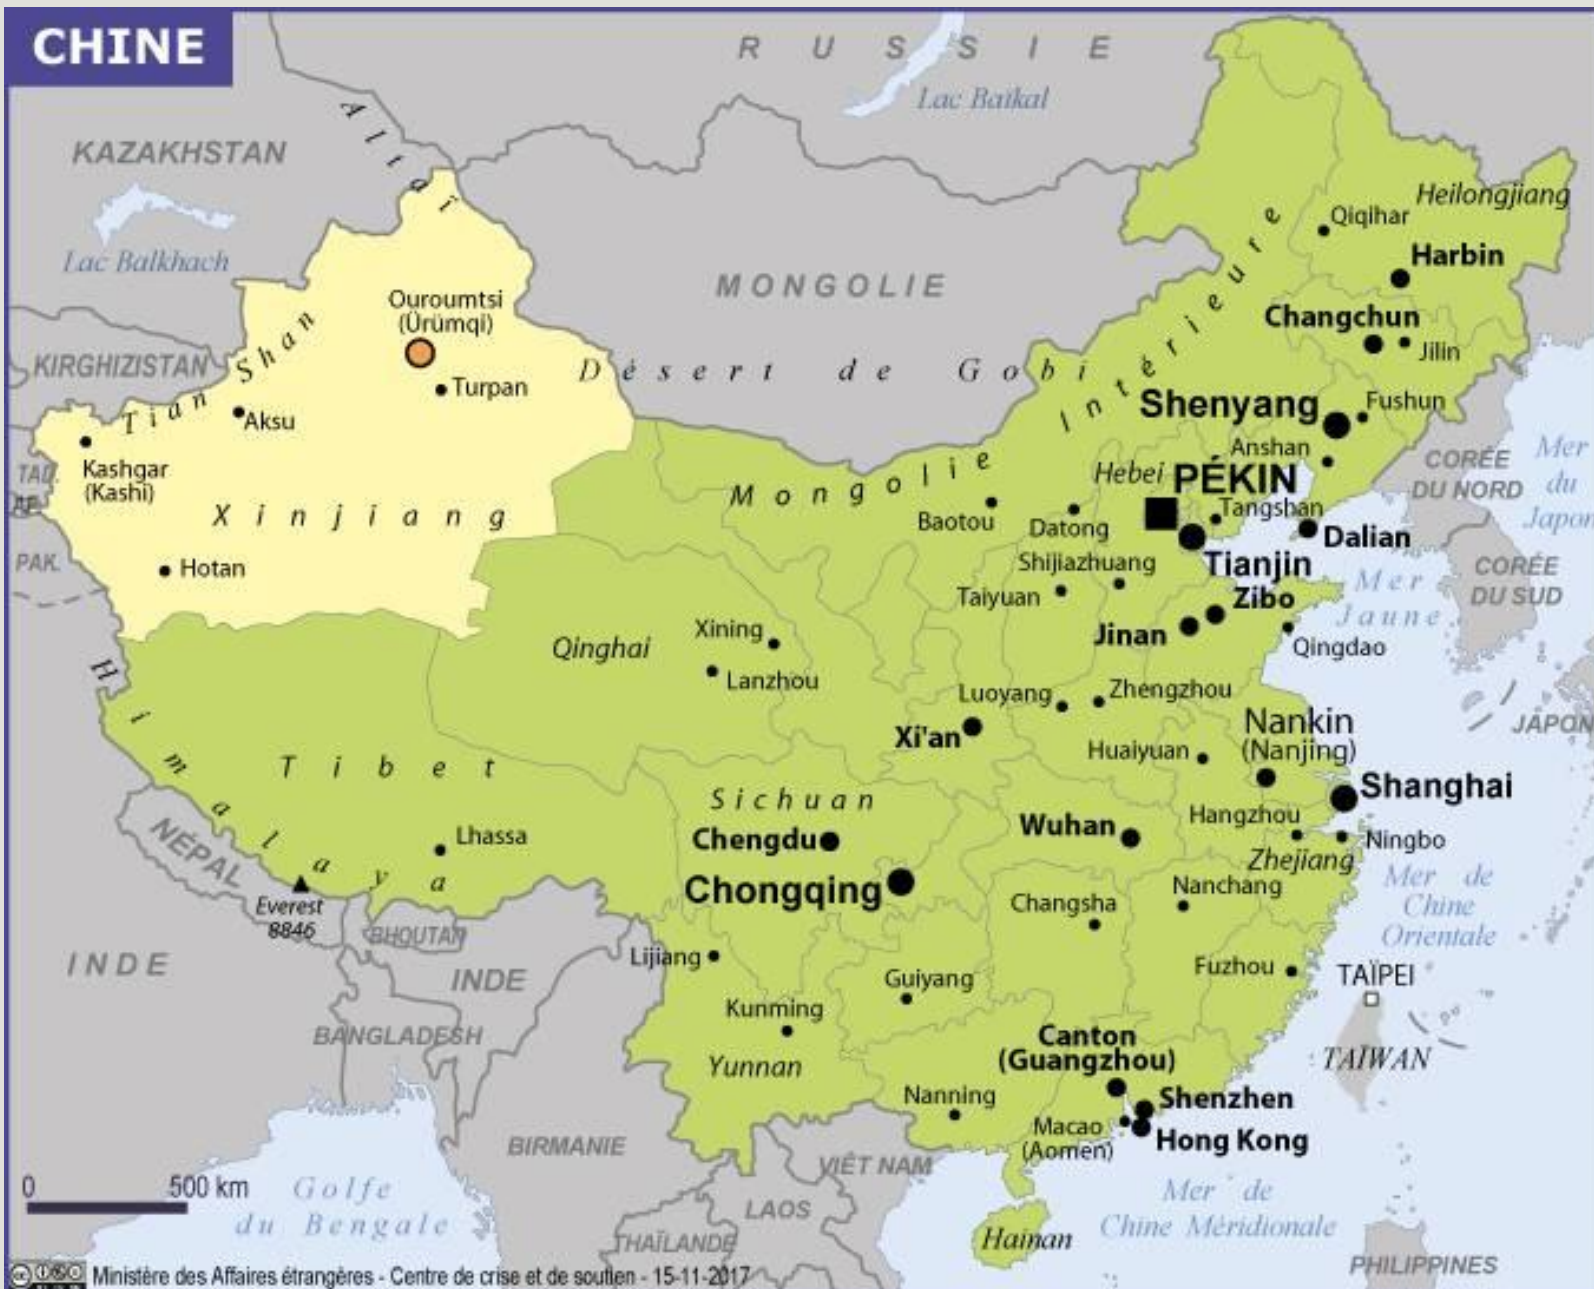 CHINE
RUSSIE
Lac Baïkal
KAZAKHSTAN
Altaï
Lac Balkhach
Heilongjiang
Qiqihar
Harbin
MONGOLIE
Ouroumtsi
(Ürümqi)
Changchun
Jilin
KIRGHIZISTAN
Tian Shan
Désert de Gobi
Mongolie Intérieure
Turpan
Aksu
Shenyang
Fushun
Anshan
Kashgar
(Kashi)
TAD.
AF.
PAK.
Xinjiang
Hotan
Hebei
PÉKIN
Tangshan
Baotou
Datong
Dalian
Tianjin
CORÉE
DU NORD
Mer
du
Japon
CORÉE
DU SUD
Mer
Jaune
Shijiazhuang
Taiyuan
Zibo
Jinan
Qingdao
Qinghai
Xining
Lanzhou
Luoyang
Zhengzhou
Xi'an
Huaiyuan
Nankin
(Nanjing)
JAPON
Himalaya
Tibet
Sichuan
Shanghai
Hangzhou
Ningbo
Zhejiang
Wuhan
Chengdu
Chongqing
Lhassa
NÉPAL
Everest
8846
BHOUTAN
INDE
INDE
BANGLADESH
Nanchang
Changsha
Mer de
Chine
Orientale
Lijiang
Guiyang
Fuzhou
TAÏPEI
TAÏWAN
Kunming
Yunnan
Canton
(Guangzhou)
Nanning
Shenzhen
Macao
(Aomen)
Hong Kong
BIRMANIE
VIÊT NAM
LAOS
THAÏLANDE
Hainan
Mer de
Chine Méridionale
PHILIPPINES
0 500 km
Golfe
du Bengale
Ministère des Affaires étrangères - Centre de crise et de soutien - 15-11-2017